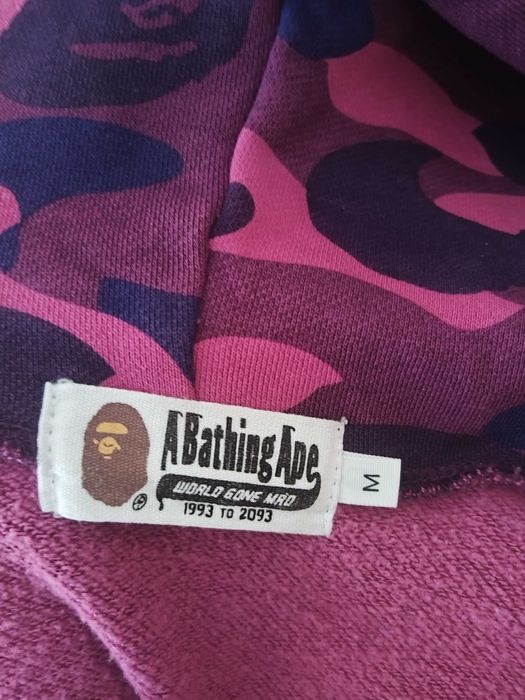 A Bathing Ape
WORLD GONE MAD
1993 TO 2093
M